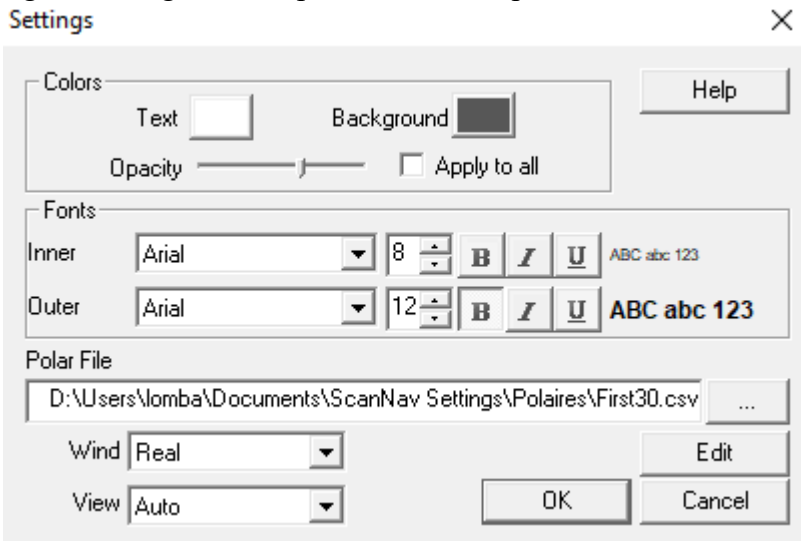 Settings
Colors
Help
Text Background
Opacity Apply to all
Fonts
Inner Arial 8 B I U ABC abc 123
Outer Arial 12 B I U ABC abc 123
Polar File
D:\Users\lomba\Documents\ScanNav Settings\Polaires\First30.csv ...
Wind Real Edit
View Auto OK Cancel